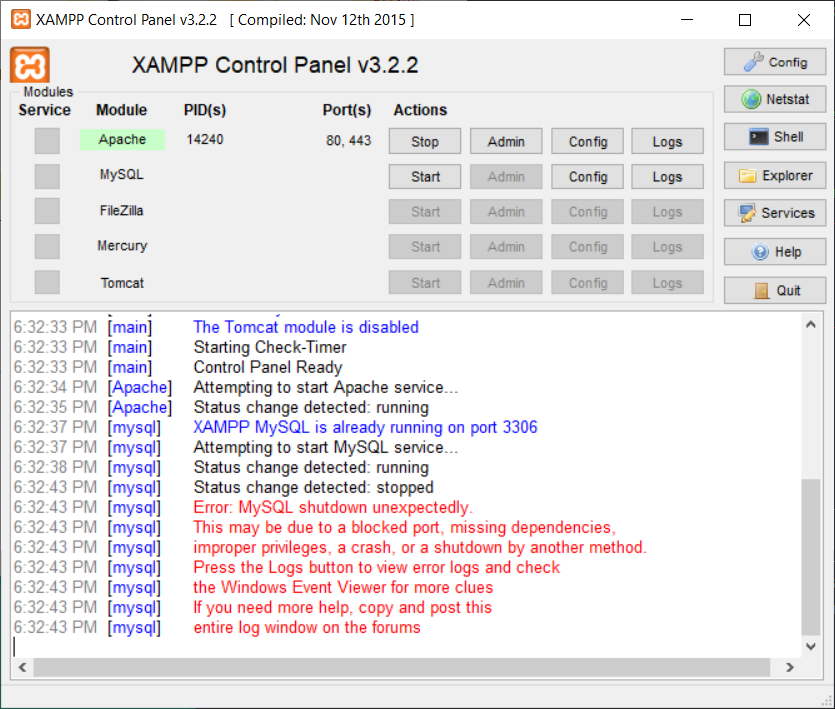 XAMPP Control Panel v3.2.2 [ Compiled: Nov 12th 2015 ]
XAMPP Control Panel v3.2.2
Config
Modules
Service Module PID(s) Port(s) Actions
Netstat
Apache 14240 80, 443 Stop Admin Config Logs
Shell
MySQL Start Admin Config Logs
Explorer
FileZilla Start Admin Config Logs
Services
Mercury Start Admin Config Logs
Help
Tomcat Start Admin Config Logs
Quit
6:32:33 PM [main] The Tomcat module is disabled
6:32:33 PM [main] Starting Check-Timer
6:32:33 PM [main] Control Panel Ready
6:32:34 PM [Apache] Attempting to start Apache service...
6:32:35 PM [Apache] Status change detected: running
6:32:37 PM [mysql] XAMPP MySQL is already running on port 3306
6:32:37 PM [mysql] Attempting to start MySQL service...
6:32:38 PM [mysql] Status change detected: running
6:32:43 PM [mysql] Status change detected: stopped
6:32:43 PM [mysql] Error: MySQL shutdown unexpectedly.
6:32:43 PM [mysql] This may be due to a blocked port, missing dependencies,
6:32:43 PM [mysql] improper privileges, a crash, or a shutdown by another method.
6:32:43 PM [mysql] Press the Logs button to view error logs and check
6:32:43 PM [mysql] the Windows Event Viewer for more clues
6:32:43 PM [mysql] If you need more help, copy and post this
6:32:43 PM [mysql] entire log window on the forums